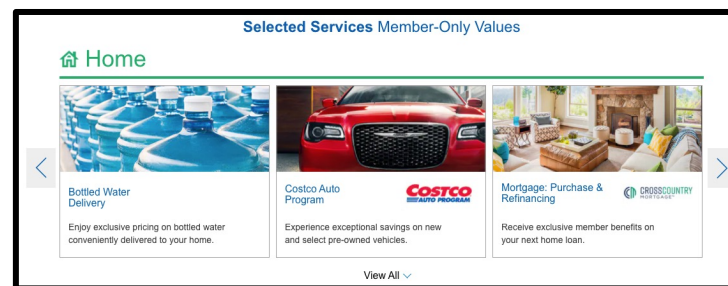 Selected Services Member-Only Values
Home
Bottled Water
Delivery
Enjoy exclusive pricing on bottled water
conveniently delivered to your home.
Costco Auto
Program
COSTCO
AUTO PROGRAM
Experience exceptional savings on new
and select pre-owned vehicles.
Mortgage: Purchase &
Refinancing
CROSSCOUNTRY
MORTGAGE
Receive exclusive member benefits on
your next home loan.
View All